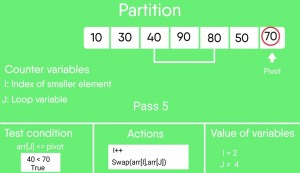 Partition
10 30 40 90 80 50 70
Pivot
Counter variables
I: Index of smaller element
J: Loop variable
Pass 5
Test condition
arr[J] <= pivot
40 < 70
True
Actions
I++
Swap(arr[I],arr[J])
Value of variables
I = 2
J = 4